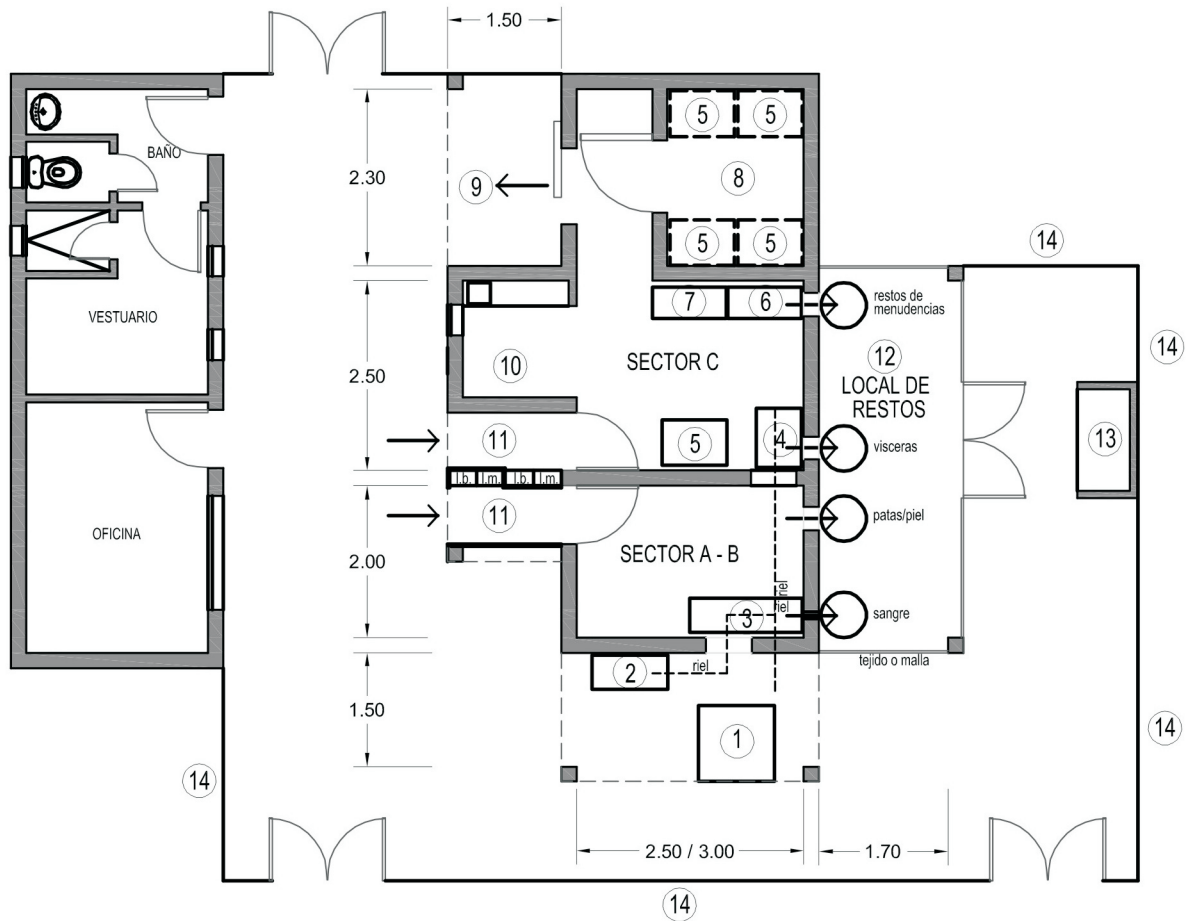 1.50
5 5
BAÑO
2.30
9
8
5 5
14
7
6
restos de
menudencias
VESTUARIO
14
12
2.50
10
SECTOR C
LOCAL DE
RESTOS
11
5
4
13
visceras
l.b. l.m. l.b. l.m.
11
patas/piel
OFICINA
SECTOR A - B
2.00
riel
riel
3
sangre
tejido o malla
2
riel
1.50
1
14
14
2.50 / 3.00
1.70
14